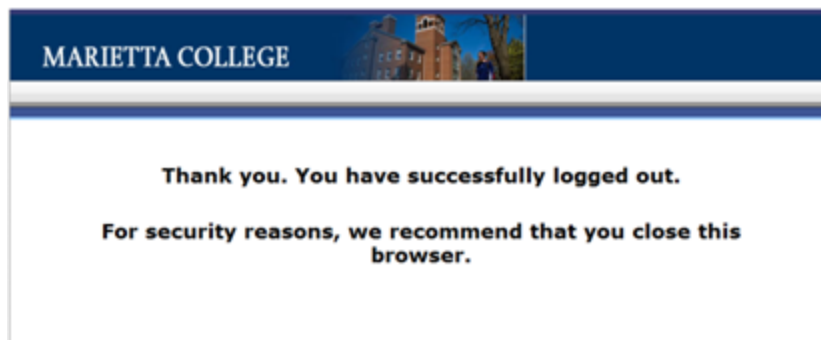 MARIETTA COLLEGE
Thank you. You have successfully logged out.
For security reasons, we recommend that you close this
browser.